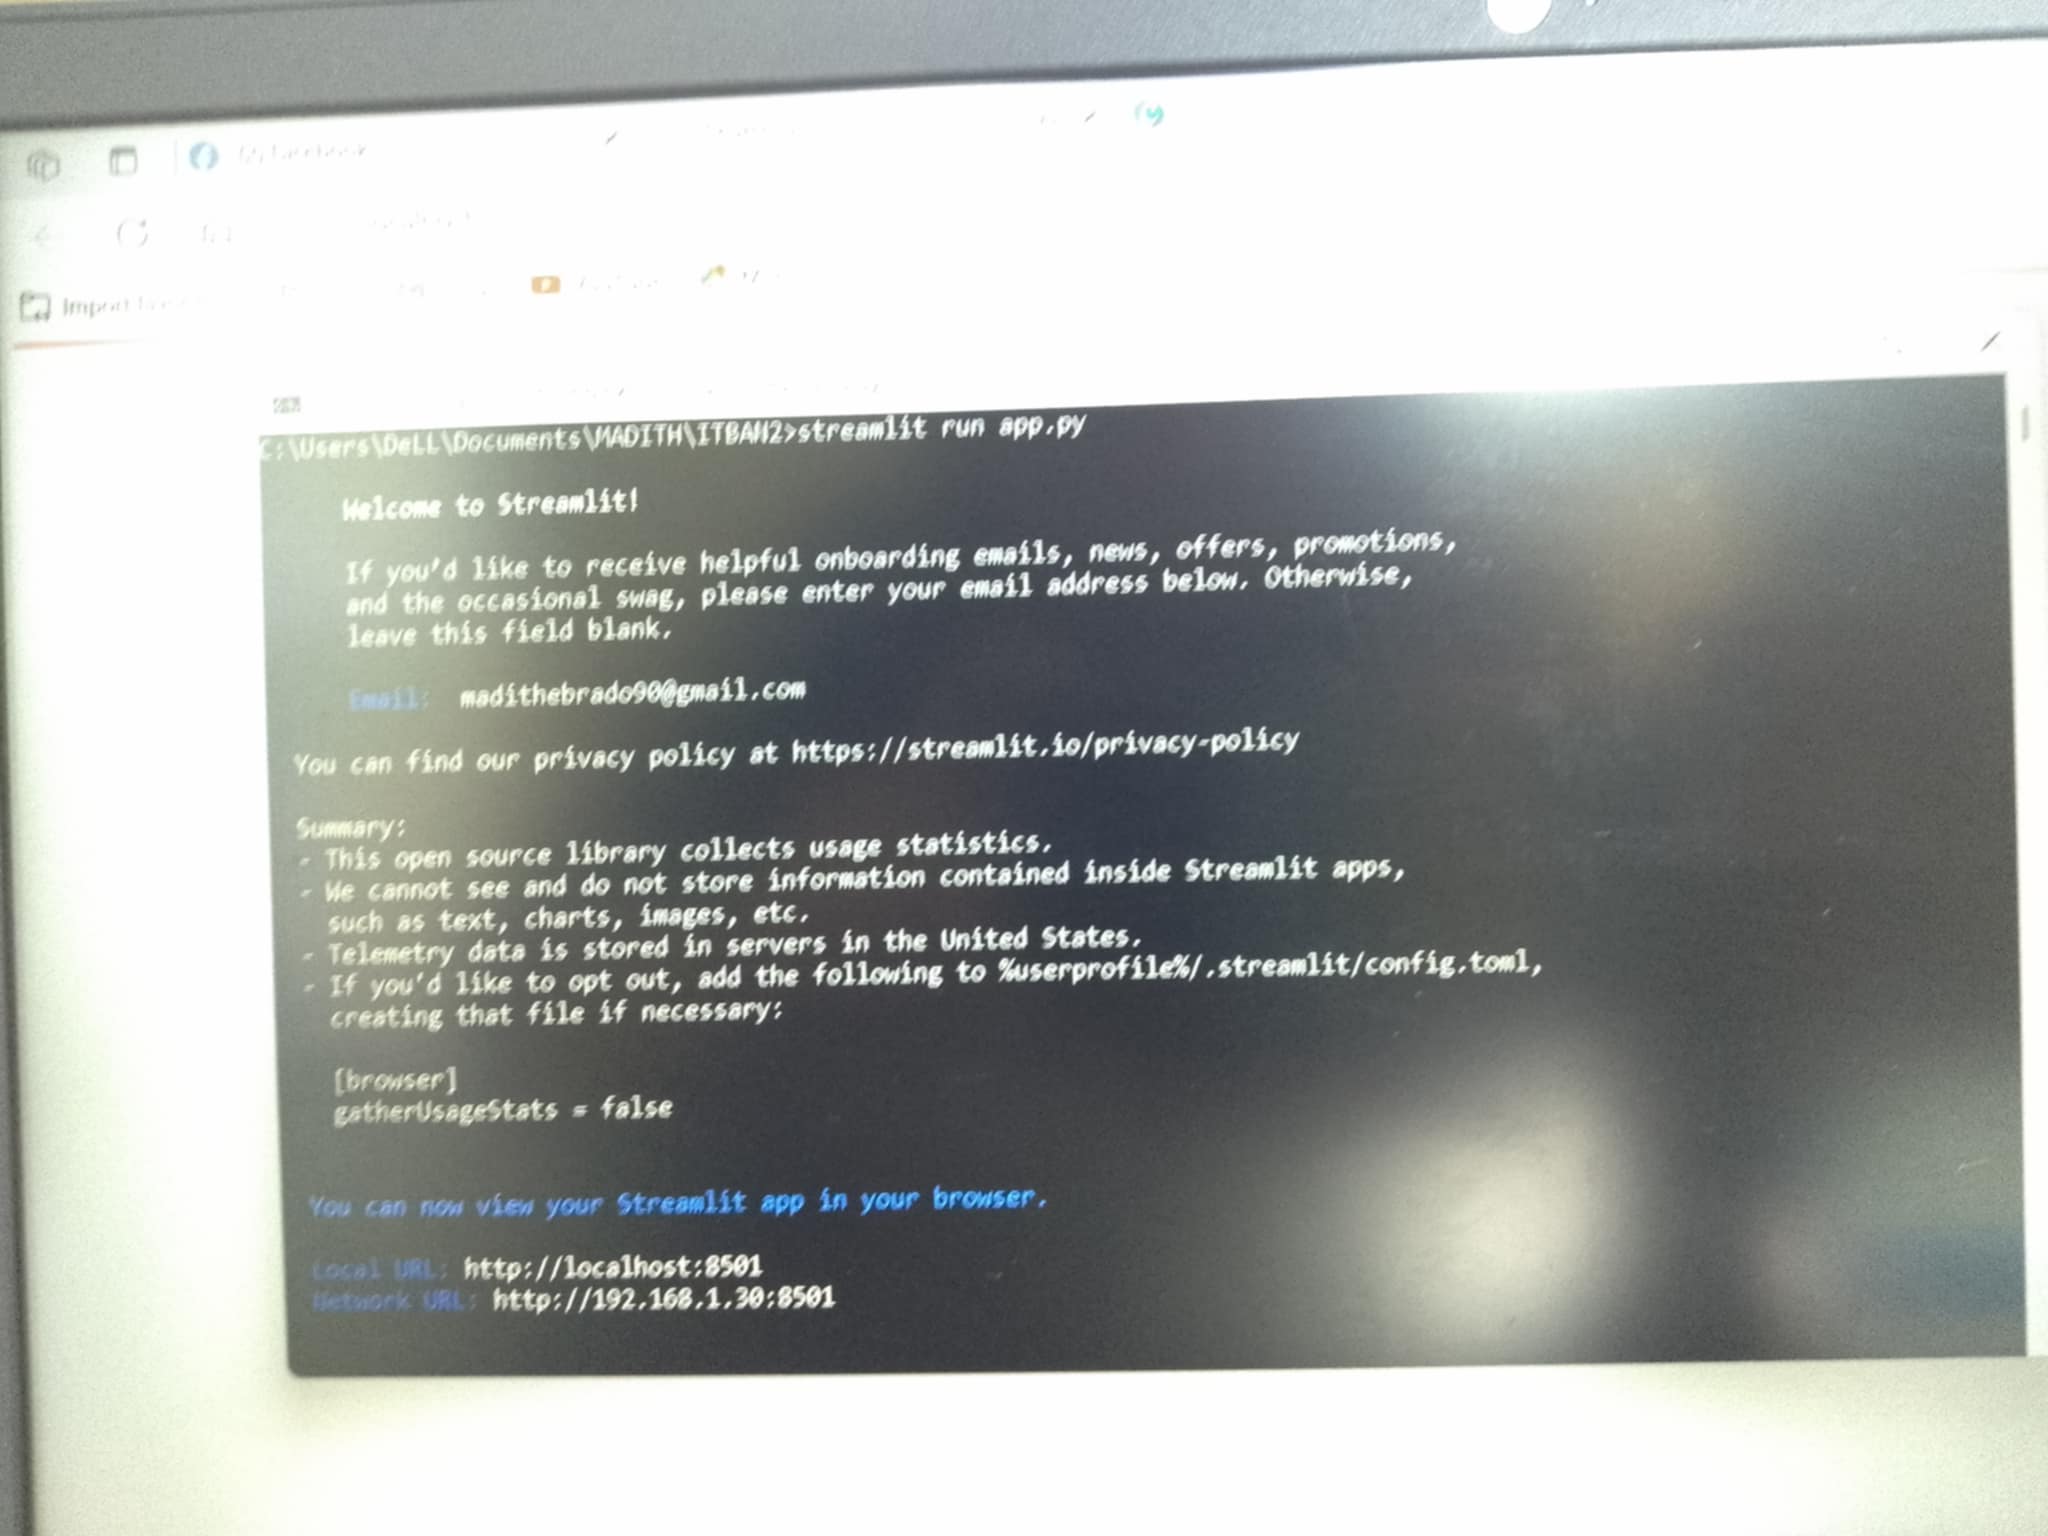 Import
C:\Users\DeLL\Documents\MADITH\ITBAN2>streamlit run app.py
Welcome to Streamlit!
If you'd like to receive helpful onboarding emails, news, offers, promotions,
and the occasional swag, please enter your email address below. Otherwise,
leave this field blank.
Email: madithebrado90@gmail.com
You can find our privacy policy at https://streamlit.io/privacy-policy
Summary:
- This open source library collects usage statistics.
- We cannot see and do not store information contained inside Streamlit apps,
such as text, charts, images, etc.
- Telemetry data is stored in servers in the United States.
- If you'd like to opt out, add the following to %userprofile%/.streamlit/config.toml,
creating that file if necessary:
[browser]
gatherUsageStats = false
You can now view your Streamlit app in your browser.
Local URL: http://localhost:8501
Network URL: http://192.168.1.30:8501